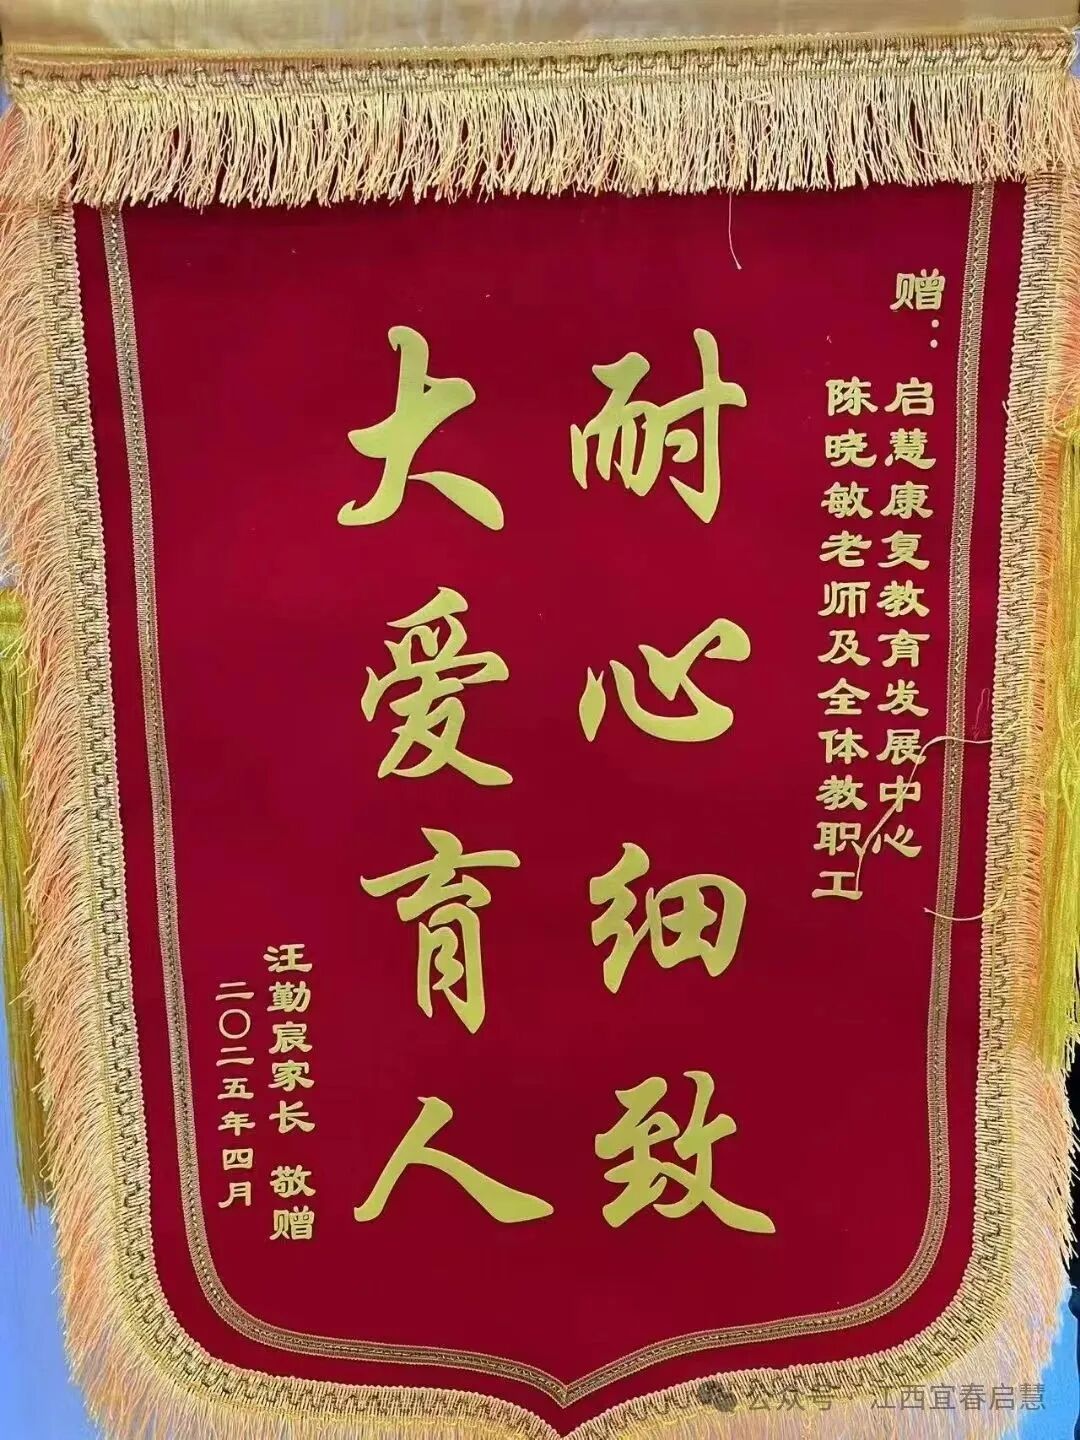 赠：
启慧康复教育发展中心
陈晓敏老师及全体教职工
耐心细致
大爱育人
汪勤宸家长 敬赠
二〇二五年四月
公众号·江西宜春启慧